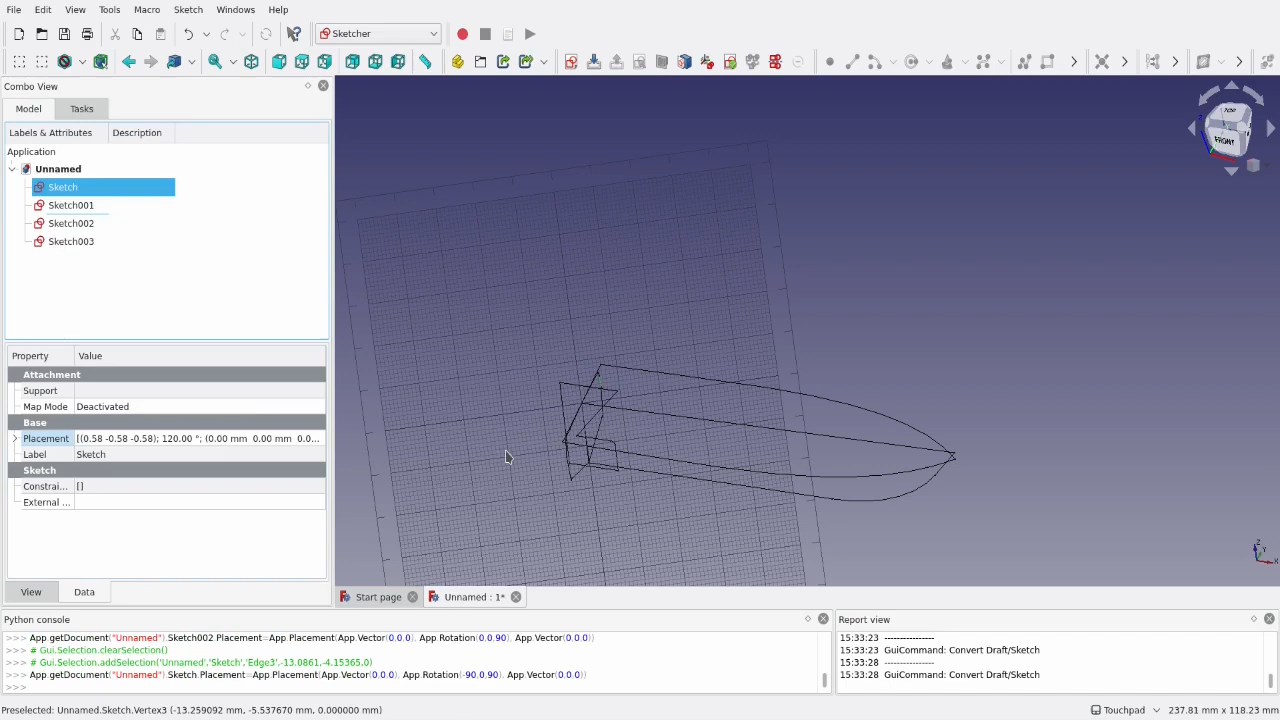 File Edit View Tools Macro Sketch Windows Help
Sketcher
Combo View
Model Tasks
Labels & Attributes Description
Application
Unnamed
Sketch
Sketch001
Sketch002
Sketch003
Property Value
Attachment
Support
Map Mode Deactivated
Base
Placement [(0.58 -0.58 -0.58); 120.00 °; (0.00 mm 0.00 mm 0.0...
Label Sketch
Sketch
Constrai... []
External ...
View Data
TOP
FRONT
Z
Y
X
Start page Unnamed : 1*
Python console
>>> App.getDocument("Unnamed").Sketch002.Placement=App.Placement(App.Vector(0,0,0), App.Rotation(0,0,90), App.Vector(0,0,0))
>>> # Gui.Selection.clearSelection()
>>> # Gui.Selection.addSelection('Unnamed','Sketch','Edge3',-13.0861,-4.15365,0)
>>> App.getDocument("Unnamed").Sketch.Placement=App.Placement(App.Vector(0,0,0), App.Rotation(-90,0,90), App.Vector(0,0,0))
>>>
Report view
15:33:23 ----------------
15:33:23 GuiCommand: Convert Draft/Sketch
15:33:28 ----------------
15:33:28 GuiCommand: Convert Draft/Sketch
Preselected: Unnamed.Sketch.Vertex3 (-13.259092 mm, -5.537670 mm, 0.000000 mm)
Touchpad 237.81 mm x 118.23 mm